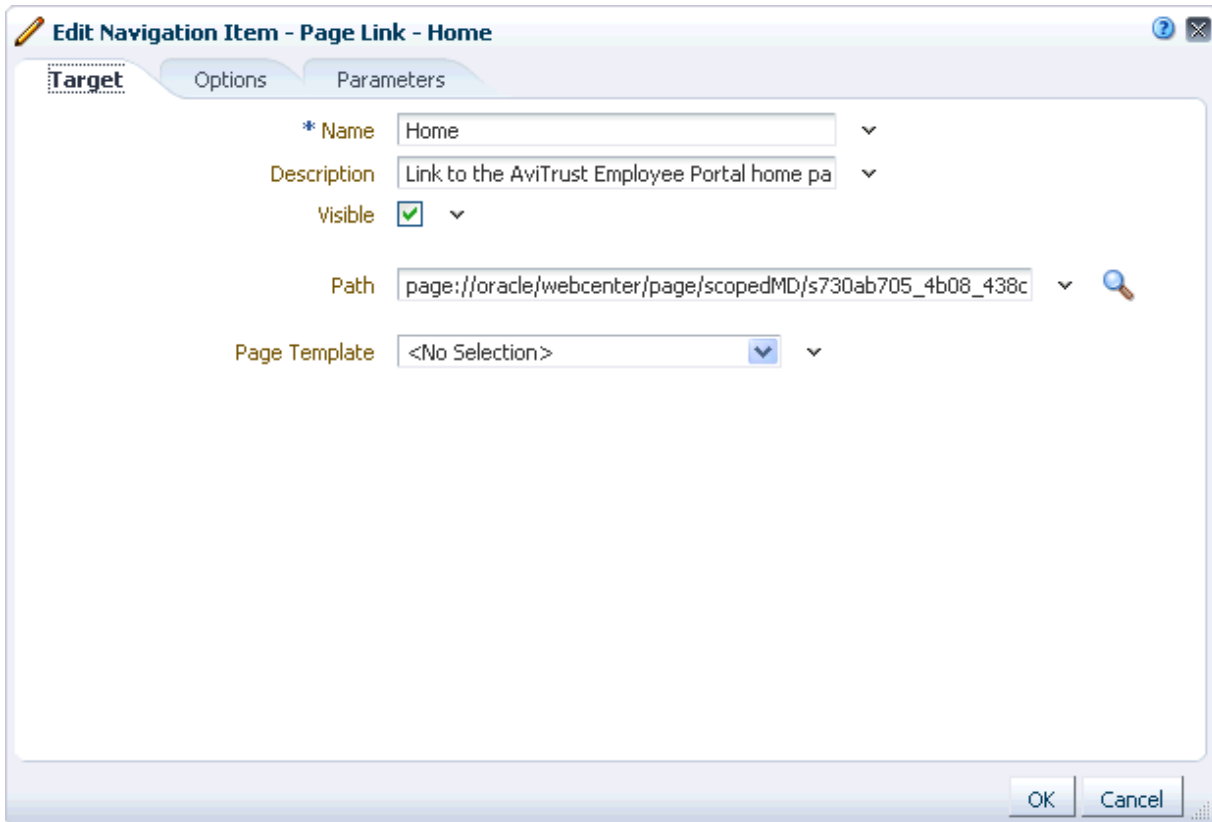 Edit Navigation Item - Page Link - Home
Target Options Parameters
* Name Home
Description Link to the AviTrust Employee Portal home pa
Visible
Path page://oracle/webcenter/page/scopedMD/s730ab705_4b08_438c
Page Template <No Selection>
OK Cancel